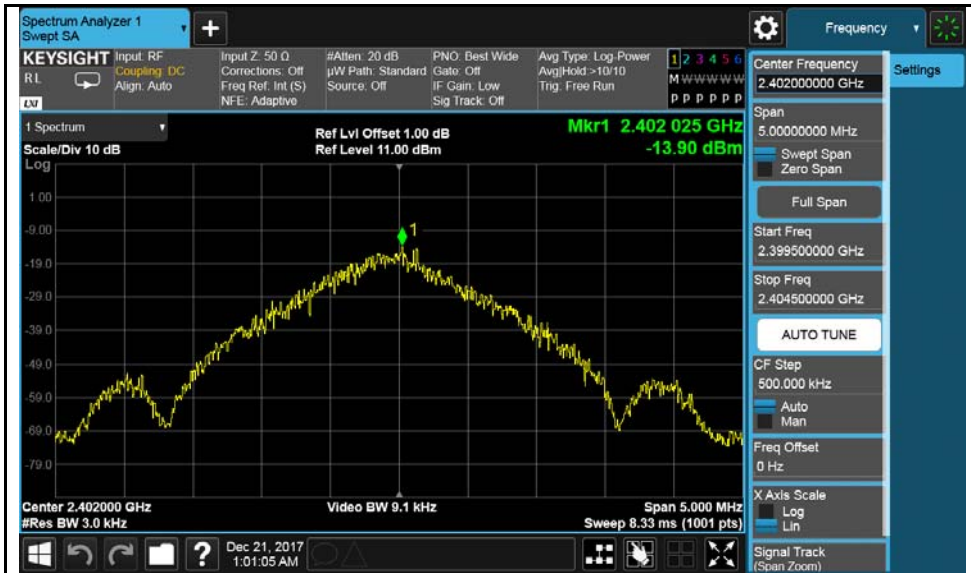 Spectrum Analyzer 1
Swept SA
+
Frequency
KEYSIGHT
RL
LXI
Input: RF
Coupling: DC
Align: Auto
Input Z: 50 Ω
Corrections: Off
Freq Ref: Int (S)
NFE: Adaptive
#Atten: 20 dB
µW Path: Standard
Source: Off
PNO: Best Wide
Gate: Off
IF Gain: Low
Sig Track: Off
Avg Type: Log-Power
Avg|Hold:>10/10
Trig: Free Run
1 2 3 4 5 6
M W W W W W
P P P P P P
1 Spectrum
Scale/Div 10 dB
Ref Lvl Offset 1.00 dB
Ref Level 11.00 dBm
Mkr1 2.402 025 GHz
-13.90 dBm
Log
1.00
-9.00
-19.0
-29.0
-39.0
-49.0
-59.0
-69.0
-79.0
1
Center 2.402000 GHz
#Res BW 3.0 kHz
Video BW 9.1 kHz
Span 5.000 MHz
Sweep 8.33 ms (1001 pts)
Center Frequency
2.402000000 GHz
Settings
Span
5.00000000 MHz
Swept Span
Zero Span
Full Span
Start Freq
2.399500000 GHz
Stop Freq
2.404500000 GHz
AUTO TUNE
CF Step
500.000 kHz
Auto
Man
Freq Offset
0 Hz
X Axis Scale
Log
Lin
Signal Track
(Span Zoom)
?
Dec 21, 2017
1:01:05 AM